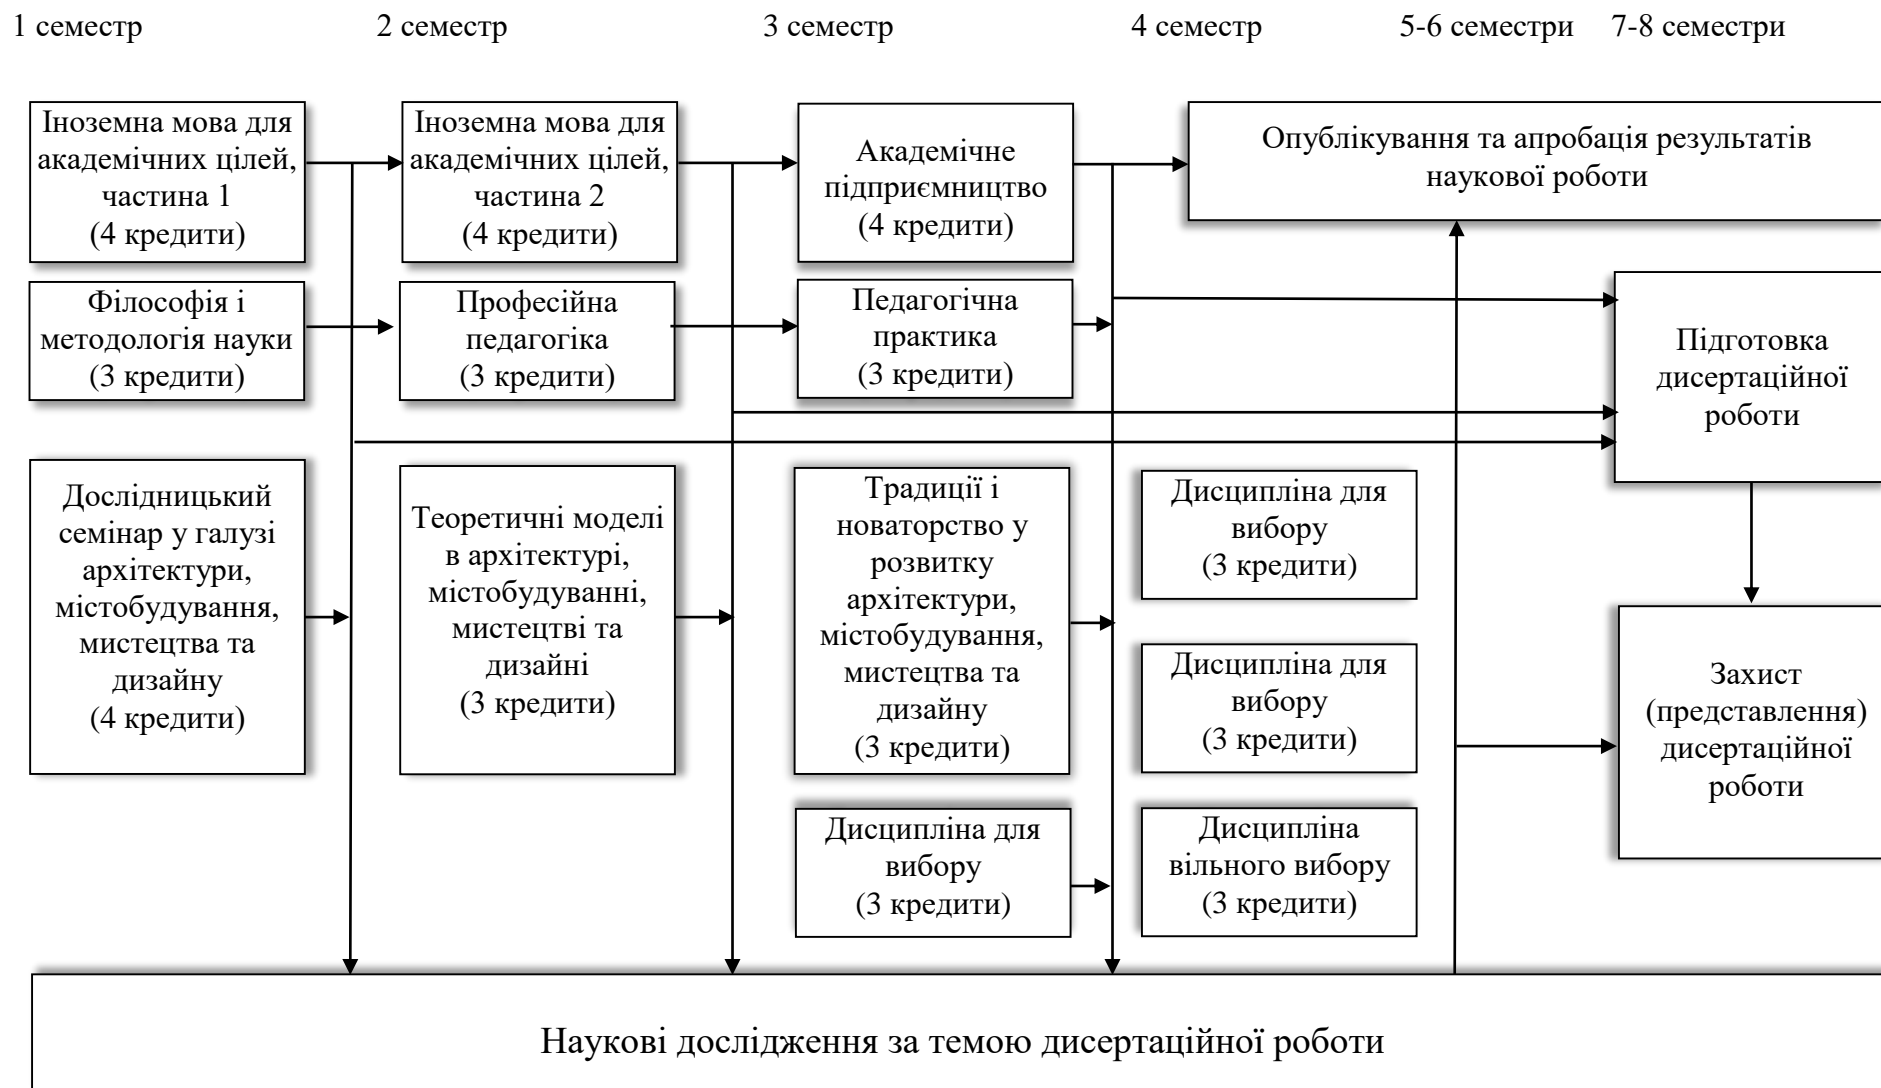 1 семестр
2 семестр
3 семестр
4 семестр
5-6 семестри
7-8 семестри
Іноземна мова для
академічних цілей,
частина 1
(4 кредити)
Іноземна мова для
академічних цілей,
частина 2
(4 кредити)
Академічне
підприємництво
(4 кредити)
Опублікування та апробація результатів
наукової роботи
Філософія і
методологія науки
(3 кредити)
Професійна
педагогіка
(3 кредити)
Педагогічна
практика
(3 кредити)
Підготовка
дисертаційної
роботи
Дослідницький
семінар у галузі
архітектури,
містобудування,
мистецтва та
дизайну
(4 кредити)
Теоретичні моделі
в архітектурі,
містобудуванні,
мистецтві та
дизайні
(3 кредити)
Традиції і
новаторство у
розвитку
архітектури,
містобудування,
мистецтва та
дизайну
(3 кредити)
Дисципліна для
вибору
(3 кредити)
Дисципліна для
вибору
(3 кредити)
Захист
(представлення)
дисертаційної
роботи
Дисципліна для
вибору
(3 кредити)
Дисципліна
вільного вибору
(3 кредити)
Наукові дослідження за темою дисертаційної роботи